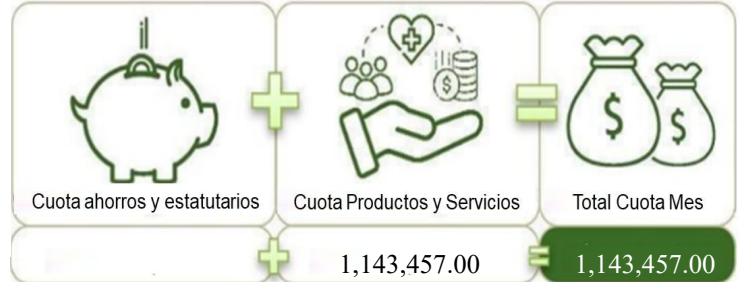 Cuota ahorros y estatutarios
Cuota Productos y Servicios
Total Cuota Mes
1,143,457.00
1,143,457.00